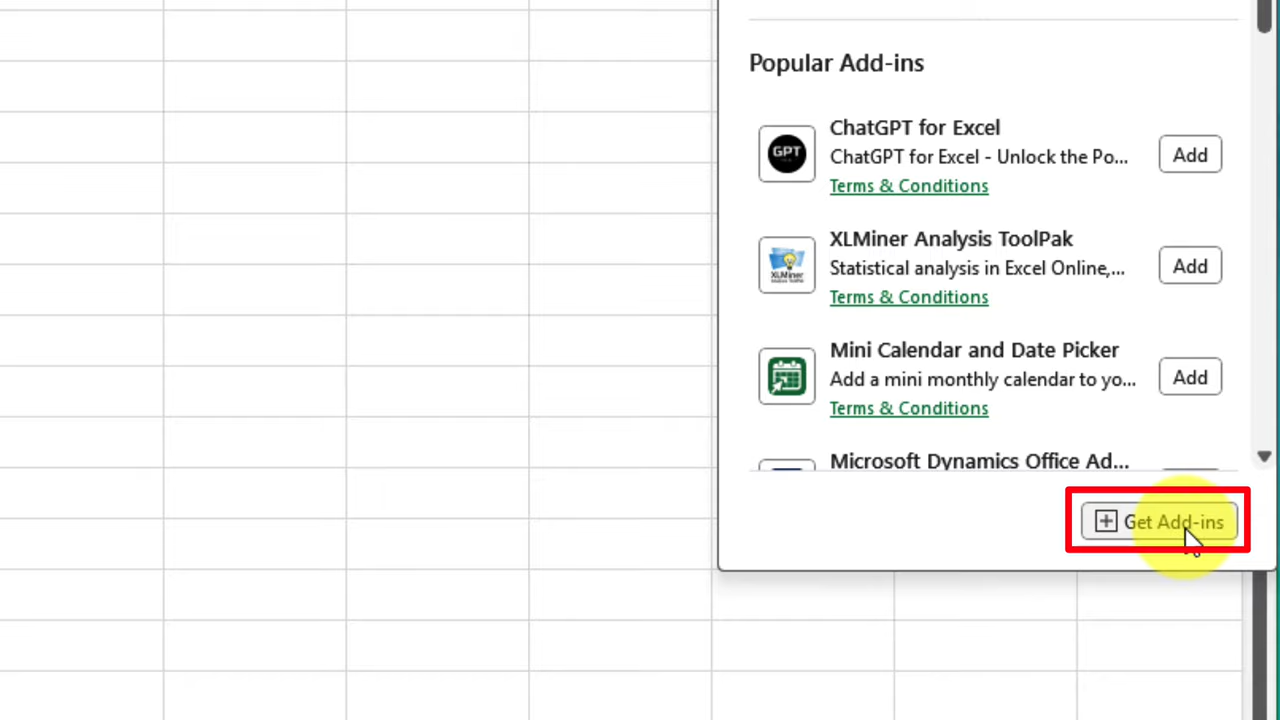 Popular Add-ins
GPT
ChatGPT for Excel
ChatGPT for Excel - Unlock the Po...
Terms & Conditions
Add
XLMiner
XLMiner Analysis ToolPak
Statistical analysis in Excel Online,...
Terms & Conditions
Add
Mini Calendar and Date Picker
Add a mini monthly calendar to yo...
Terms & Conditions
Add
Microsoft Dynamics Office Ad...
Get Add-ins